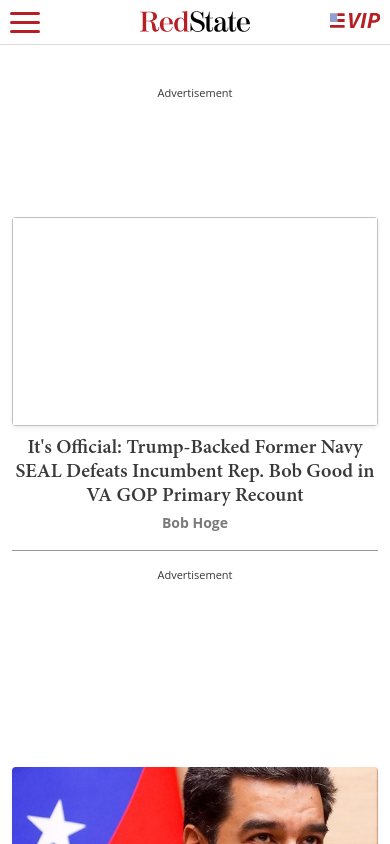 RedState
VIP
Advertisement
It's Official: Trump-Backed Former Navy
SEAL Defeats Incumbent Rep. Bob Good in
VA GOP Primary Recount
Bob Hoge
Advertisement